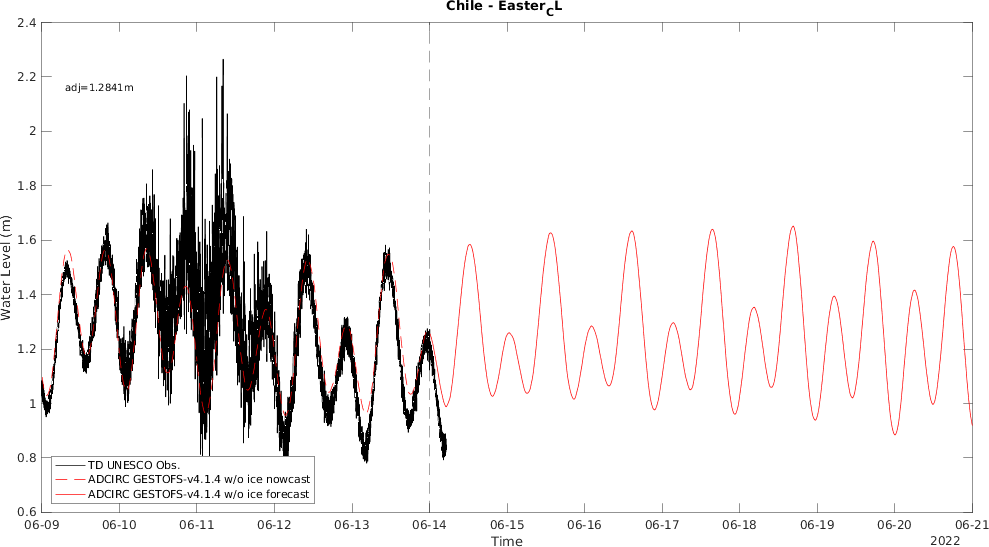 Chile - Easter_CL
2.4
2.2
2
1.8
1.6
1.4
1.2
1
0.8
0.6
Water Level (m)
adj=1.2841m
TD UNESCO Obs.
ADCIRC GESTOFS-v4.1.4 w/o ice nowcast
ADCIRC GESTOFS-v4.1.4 w/o ice forecast
06-09 06-10 06-11 06-12 06-13 06-14 06-15 06-16 06-17 06-18 06-19 06-20 06-21
Time
2022